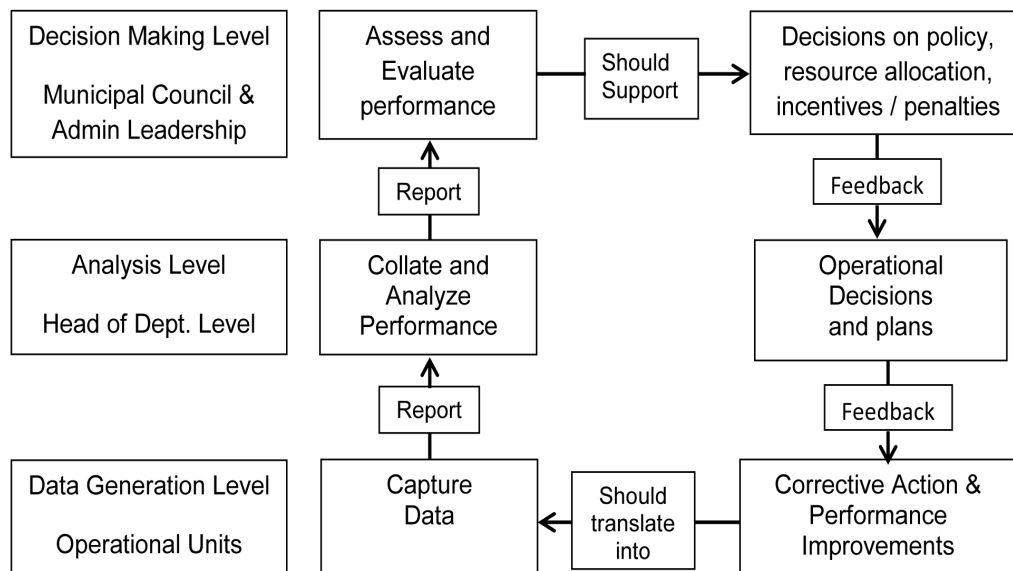 Decision Making Level
Municipal Council &
Admin Leadership
Assess and
Evaluate
performance
Should
Support
Decisions on policy,
resource allocation,
incentives / penalties
Report
Feedback
Analysis Level
Head of Dept. Level
Collate and
Analyze
Performance
Operational
Decisions
and plans
Report
Feedback
Data Generation Level
Operational Units
Capture
Data
Should
translate
into
Corrective Action &
Performance
Improvements